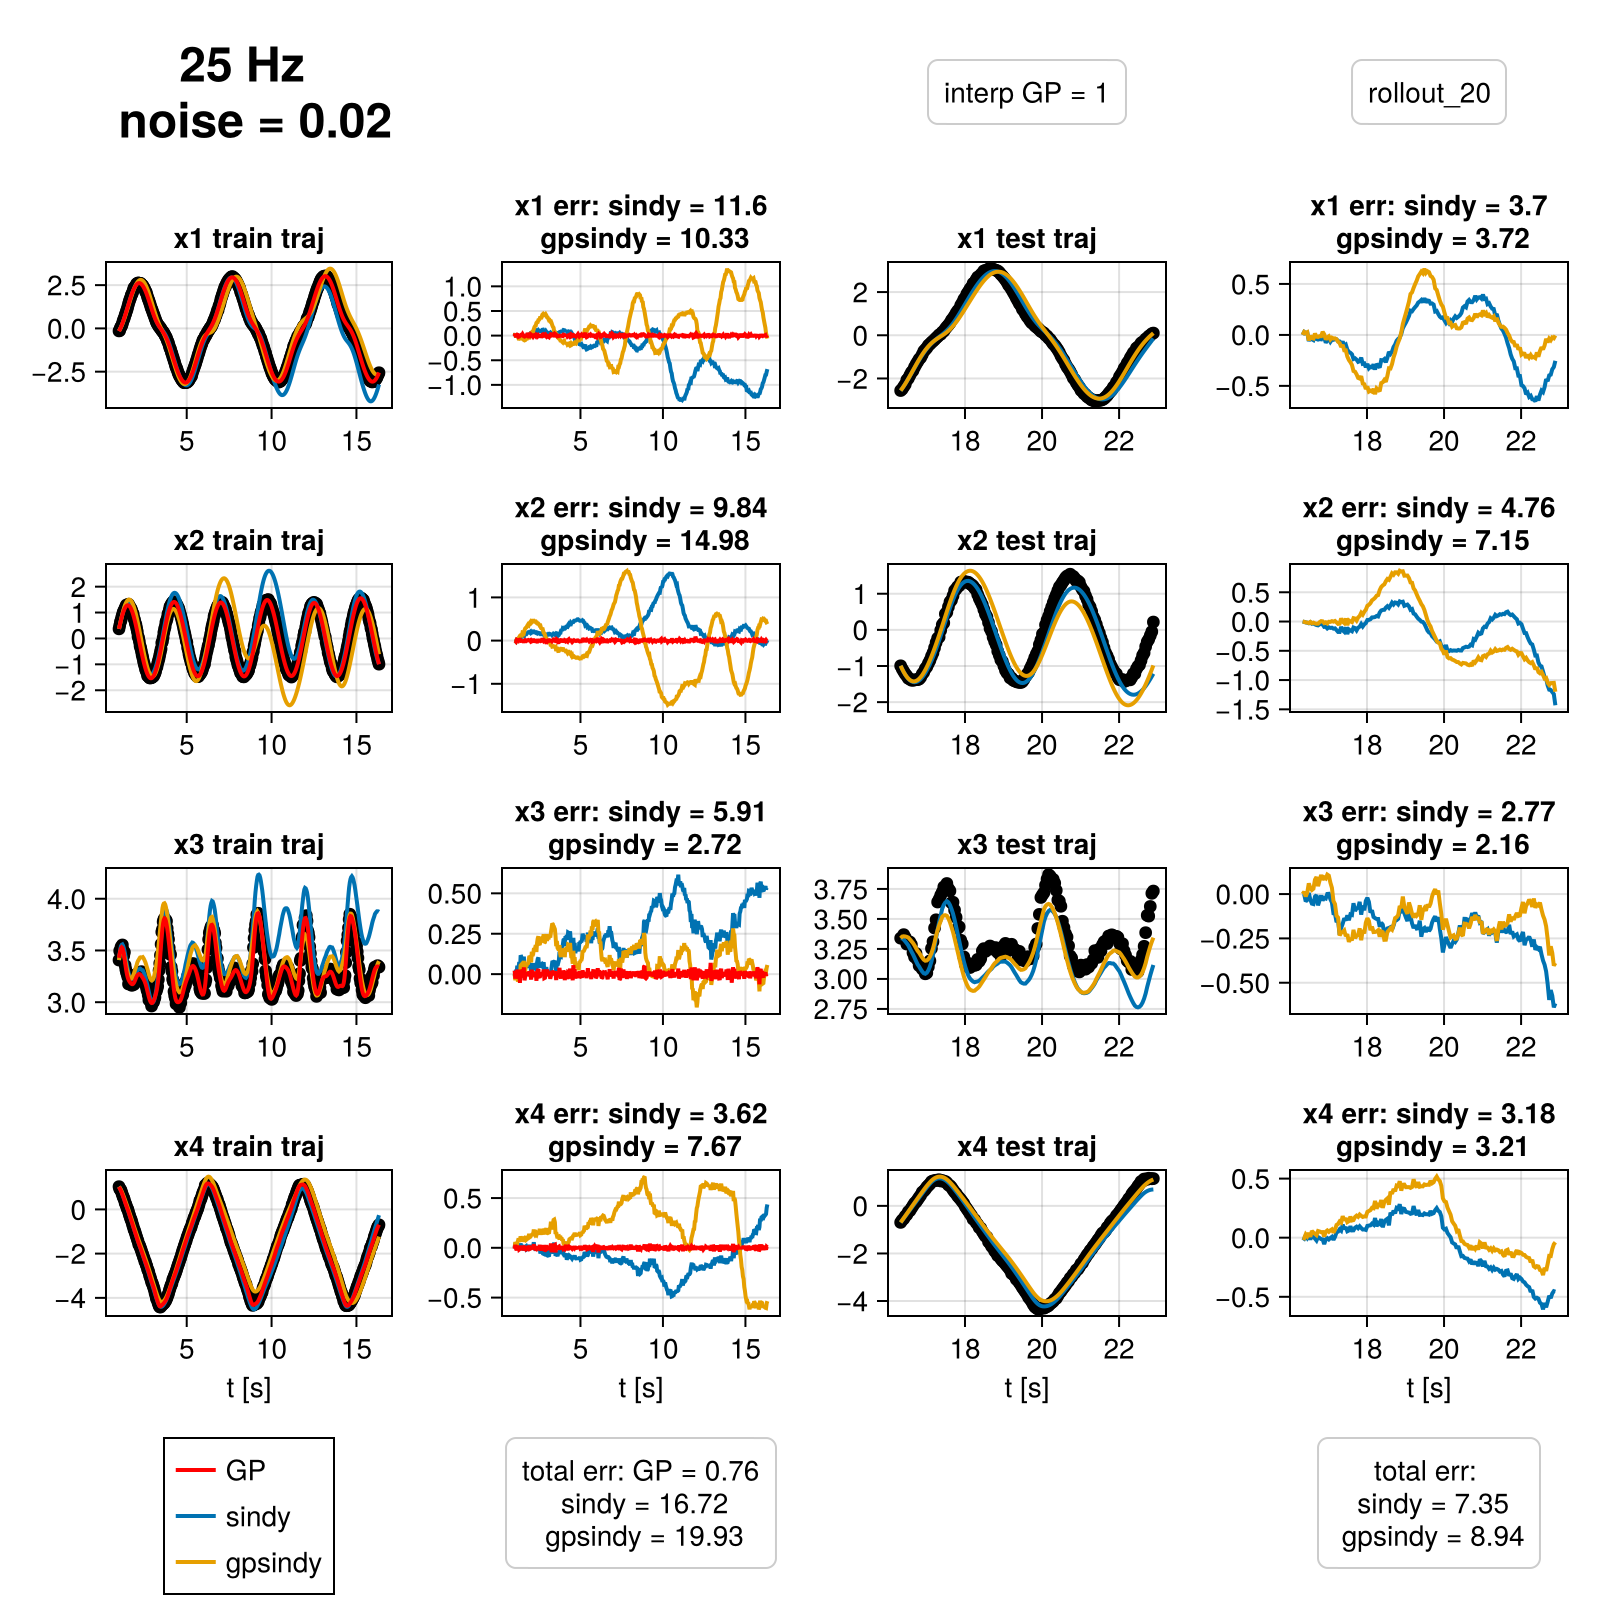 25 Hz
noise = 0.02
interp GP = 1
rollout_20
x1 train traj
x1 err: sindy = 11.6
gpsindy = 10.33
x1 test traj
x1 err: sindy = 3.7
gpsindy = 3.72
2.5
0.0
−2.5
5 10 15
1.0
0.5
0.0
−0.5
−1.0
5 10 15
2
0
−2
18 20 22
0.5
0.0
−0.5
18 20 22
x2 train traj
x2 err: sindy = 9.84
gpsindy = 14.98
x2 test traj
x2 err: sindy = 4.76
gpsindy = 7.15
2
1
0
−1
−2
5 10 15
1
0
−1
5 10 15
1
0
−1
−2
18 20 22
0.5
0.0
−0.5
−1.0
−1.5
18 20 22
x3 train traj
x3 err: sindy = 5.91
gpsindy = 2.72
x3 test traj
x3 err: sindy = 2.77
gpsindy = 2.16
4.0
3.5
3.0
5 10 15
0.50
0.25
0.00
5 10 15
3.75
3.50
3.25
3.00
2.75
18 20 22
0.00
−0.25
−0.50
18 20 22
x4 train traj
x4 err: sindy = 3.62
gpsindy = 7.67
x4 test traj
x4 err: sindy = 3.18
gpsindy = 3.21
0
−2
−4
5 10 15
t [s]
0.5
0.0
−0.5
5 10 15
t [s]
0
−2
−4
18 20 22
t [s]
0.5
0.0
−0.5
18 20 22
t [s]
GP
sindy
gpsindy
total err: GP = 0.76
sindy = 16.72
gpsindy = 19.93
total err:
sindy = 7.35
gpsindy = 8.94